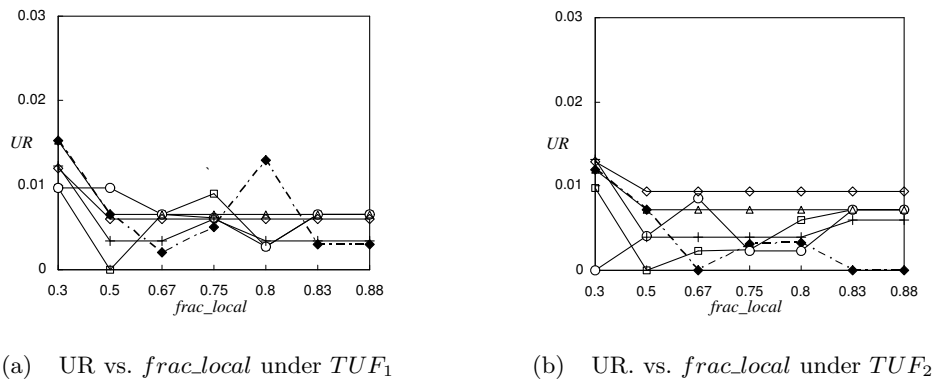 0.03
0.02
UR
0.01
0
0.3 0.5 0.67 0.75 0.8 0.83 0.88
frac_local
0.03
0.02
UR
0.01
0
0.3 0.5 0.67 0.75 0.8 0.83 0.88
frac_local
(a) UR vs. frac_local under TUF₁
(b) UR. vs. frac_local under TUF₂